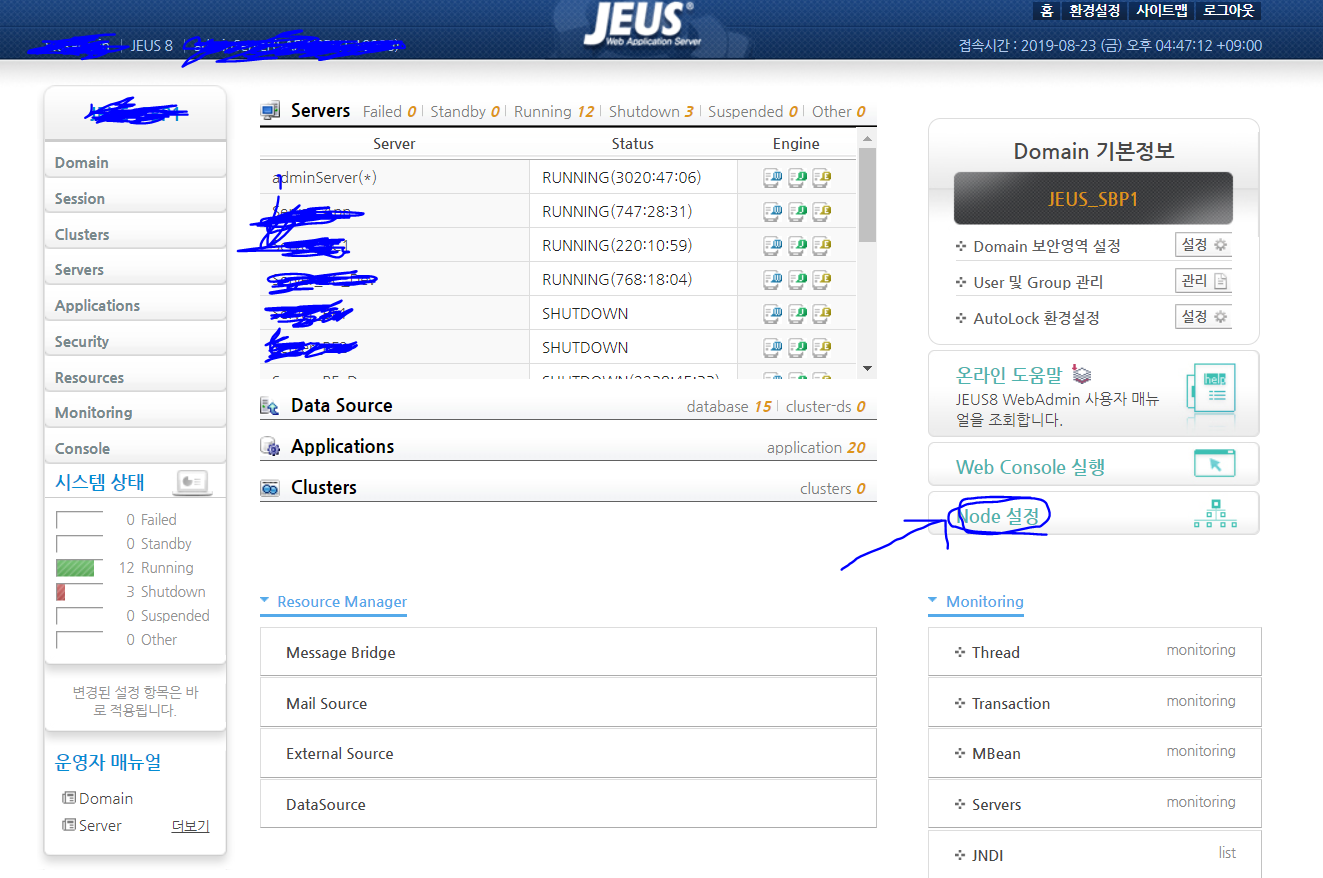 JEUS®
Web Application Server
홈 환경설정 사이트맵 로그아웃
JEUS 8
접속시간 : 2019-08-23 (금) 오후 04:47:12 +09:00
Domain
Session
Clusters
Servers
Applications
Security
Resources
Monitoring
Console
시스템 상태
0 Failed
0 Standby
12 Running
3 Shutdown
0 Suspended
0 Other
변경된 설정 항목은 바
로 적용됩니다.
운영자 매뉴얼
Domain
Server 더보기
Servers Failed 0 Standby 0 Running 12 Shutdown 3 Suspended 0 Other 0
Server Status Engine
adminServer(*) RUNNING(3020:47:06)
RUNNING(747:28:31)
RUNNING(220:10:59)
RUNNING(768:18:04)
SHUTDOWN
SHUTDOWN
Data Source database 15 cluster-ds 0
Applications application 20
Clusters clusters 0
Resource Manager
Message Bridge
Mail Source
External Source
DataSource
Domain 기본정보
JEUS_SBP1
Domain 보안영역 설정 설정
User 및 Group 관리 관리
AutoLock 환경설정 설정
온라인 도움말
JEUS8 WebAdmin 사용자 매뉴
얼을 조회합니다.
help
Web Console 실행
Node 설정
Monitoring
Thread monitoring
Transaction monitoring
MBean monitoring
Servers monitoring
JNDI list